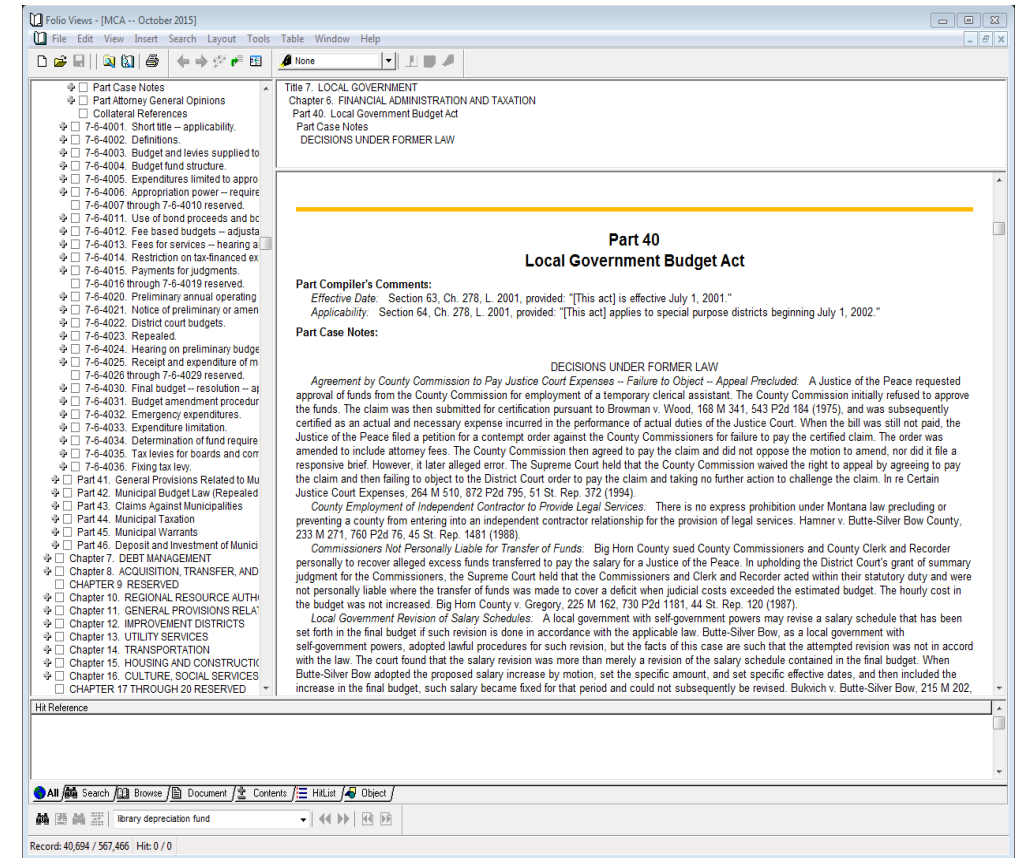 Folio Views - [MCA -- October 2015]
File Edit View Insert Search Layout Tools Table Window Help
None
Part Case Notes
Part Attorney General Opinions
Collateral References
7-6-4001. Short title -- applicability.
7-6-4002. Definitions.
7-6-4003. Budget and levies supplied to
7-6-4004. Budget fund structure.
7-6-4005. Expenditures limited to appro
7-6-4006. Appropriation power -- require
7-6-4007 through 7-6-4010 reserved.
7-6-4011. Use of bond proceeds and bo
7-6-4012. Fee based budgets -- adjusta
7-6-4013. Fees for services -- hearing a
7-6-4014. Restriction on tax-financed ex
7-6-4015. Payments for judgments.
7-6-4016 through 7-6-4019 reserved.
7-6-4020. Preliminary annual operating
7-6-4021. Notice of preliminary or amen
7-6-4022. District court budgets.
7-6-4023. Repealed.
7-6-4024. Hearing on preliminary budge
7-6-4025. Receipt and expenditure of m
7-6-4026 through 7-6-4029 reserved.
7-6-4030. Final budget -- resolution -- ap
7-6-4031. Budget amendment procedur
7-6-4032. Emergency expenditures.
7-6-4033. Expenditure limitation.
7-6-4034. Determination of fund require
7-6-4035. Tax levies for boards and com
7-6-4036. Fixing tax levy.
Part 41. General Provisions Related to Mu
Part 42. Municipal Budget Law (Repealed
Part 43. Claims Against Municipalities
Part 44. Municipal Taxation
Part 45. Municipal Warrants
Part 46. Deposit and Investment of Munici
Chapter 7. DEBT MANAGEMENT
Chapter 8. ACQUISITION, TRANSFER, AND
CHAPTER 9 RESERVED
Chapter 10. REGIONAL RESOURCE AUTH
Chapter 11. GENERAL PROVISIONS RELA
Chapter 12. IMPROVEMENT DISTRICTS
Chapter 13. UTILITY SERVICES
Chapter 14. TRANSPORTATION
Chapter 15. HOUSING AND CONSTRUCTI
Chapter 16. CULTURE, SOCIAL SERVICES
CHAPTER 17 THROUGH 20 RESERVED
Title 7. LOCAL GOVERNMENT
Chapter 6. FINANCIAL ADMINISTRATION AND TAXATION
Part 40. Local Government Budget Act
Part Case Notes
DECISIONS UNDER FORMER LAW
Part 40
Local Government Budget Act
Part Compiler's Comments:
Effective Date: Section 63, Ch. 278, L. 2001, provided: "[This act] is effective July 1, 2001."
Applicability: Section 64, Ch. 278, L. 2001, provided: "[This act] applies to special purpose districts beginning July 1, 2002."
Part Case Notes:
DECISIONS UNDER FORMER LAW
Agreement by County Commission to Pay Justice Court Expenses -- Failure to Object -- Appeal Precluded: A Justice of the Peace requested
approval of funds from the County Commission for employment of a temporary clerical assistant. The County Commission initially refused to approve
the funds. The claim was then submitted for certification pursuant to Browman v. Wood, 168 M 341, 543 P2d 184 (1975), and was subsequently
certified as an actual and necessary expense incurred in the performance of actual duties of the Justice Court. When the bill was still not paid, the
Justice of the Peace filed a petition for a contempt order against the County Commissioners for failure to pay the certified claim. The order was
amended to include attorney fees. The County Commission then agreed to pay the claim and did not oppose the motion to amend, nor did it file a
responsive brief. However, it later alleged error. The Supreme Court held that the County Commission waived the right to appeal by agreeing to pay
the claim and then failing to object to the District Court order to pay the claim and taking no further action to challenge the claim. In re Certain
Justice Court Expenses, 264 M 510, 872 P2d 795, 51 St. Rep. 372 (1994).
County Employment of Independent Contractor to Provide Legal Services: There is no express prohibition under Montana law precluding or
preventing a county from entering into an independent contractor relationship for the provision of legal services. Hamner v. Butte-Silver Bow County,
233 M 271, 760 P2d 76, 45 St. Rep. 1481 (1988).
Commissioners Not Personally Liable for Transfer of Funds: Big Horn County sued County Commissioners and County Clerk and Recorder
personally to recover alleged excess funds transferred to pay the salary for a Justice of the Peace. In upholding the District Court's grant of summary
judgment for the Commissioners, the Supreme Court held that the Commissioners and Clerk and Recorder acted within their statutory duty and were
not personally liable where the transfer of funds was made to cover a deficit when judicial costs exceeded the estimated budget. The hourly cost in
the budget was not increased. Big Horn County v. Gregory, 225 M 162, 730 P2d 1181, 44 St. Rep. 120 (1987).
Local Government Revision of Salary Schedules: A local government with self-government powers may revise a salary schedule that has been
set forth in the final budget if such revision is done in accordance with the applicable law. Butte-Silver Bow, as a local government with
self-government powers, adopted lawful procedures for such revision, but the facts of this case are such that the attempted revision was not in accord
with the law. The court found that the salary revision was more than merely a revision of the salary schedule contained in the final budget. When
Butte-Silver Bow adopted the proposed salary increase by motion, set the specific amount, and set specific effective dates, and then included the
increase in the final budget, such salary became fixed for that period and could not subsequently be revised. Bukvich v. Butte-Silver Bow, 215 M 202,
Hit Reference
All Search Browse Document Contents HitList Object
library depreciation fund
Record: 40,694 / 567,466 Hit: 0 / 0